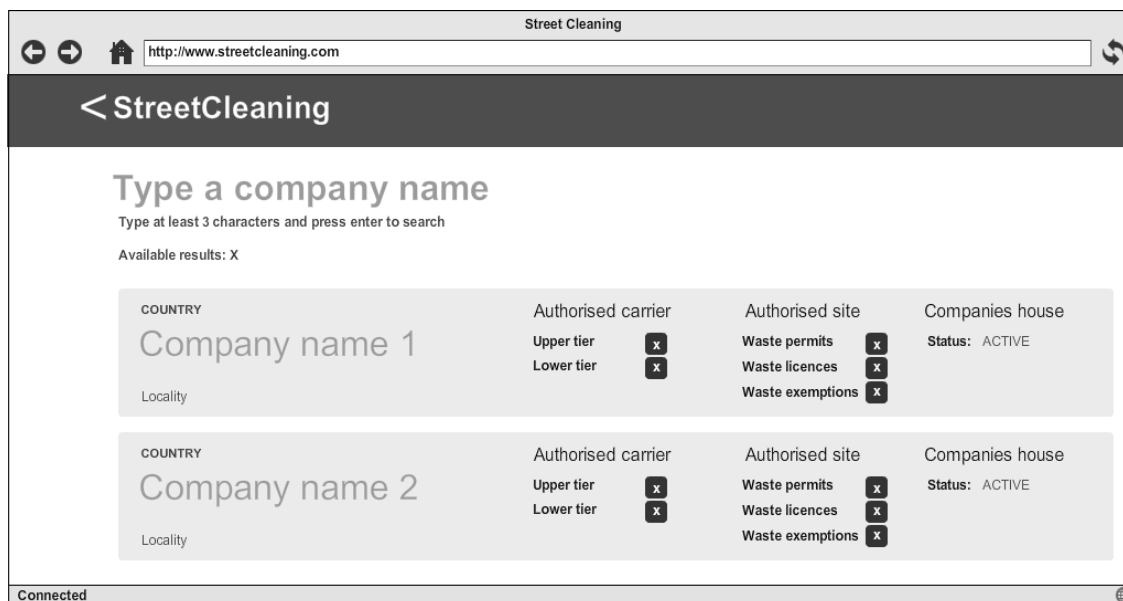 Street Cleaning
http://www.streetcleaning.com
< StreetCleaning
Type a company name
Type at least 3 characters and press enter to search
Available results: X
COUNTRY
Company name 1
Locality
Authorised carrier
Upper tier x
Lower tier x
Authorised site
Waste permits x
Waste licences x
Waste exemptions x
Companies house
Status: ACTIVE
COUNTRY
Company name 2
Locality
Authorised carrier
Upper tier x
Lower tier x
Authorised site
Waste permits x
Waste licences x
Waste exemptions x
Companies house
Status: ACTIVE
Connected